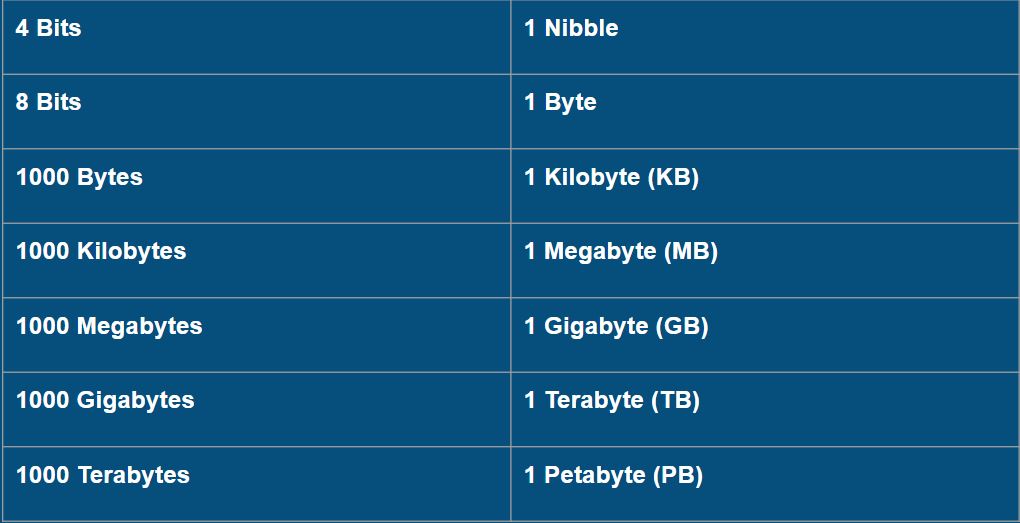 4 Bits 1 Nibble
8 Bits 1 Byte
1000 Bytes 1 Kilobyte (KB)
1000 Kilobytes 1 Megabyte (MB)
1000 Megabytes 1 Gigabyte (GB)
1000 Gigabytes 1 Terabyte (TB)
1000 Terabytes 1 Petabyte (PB)